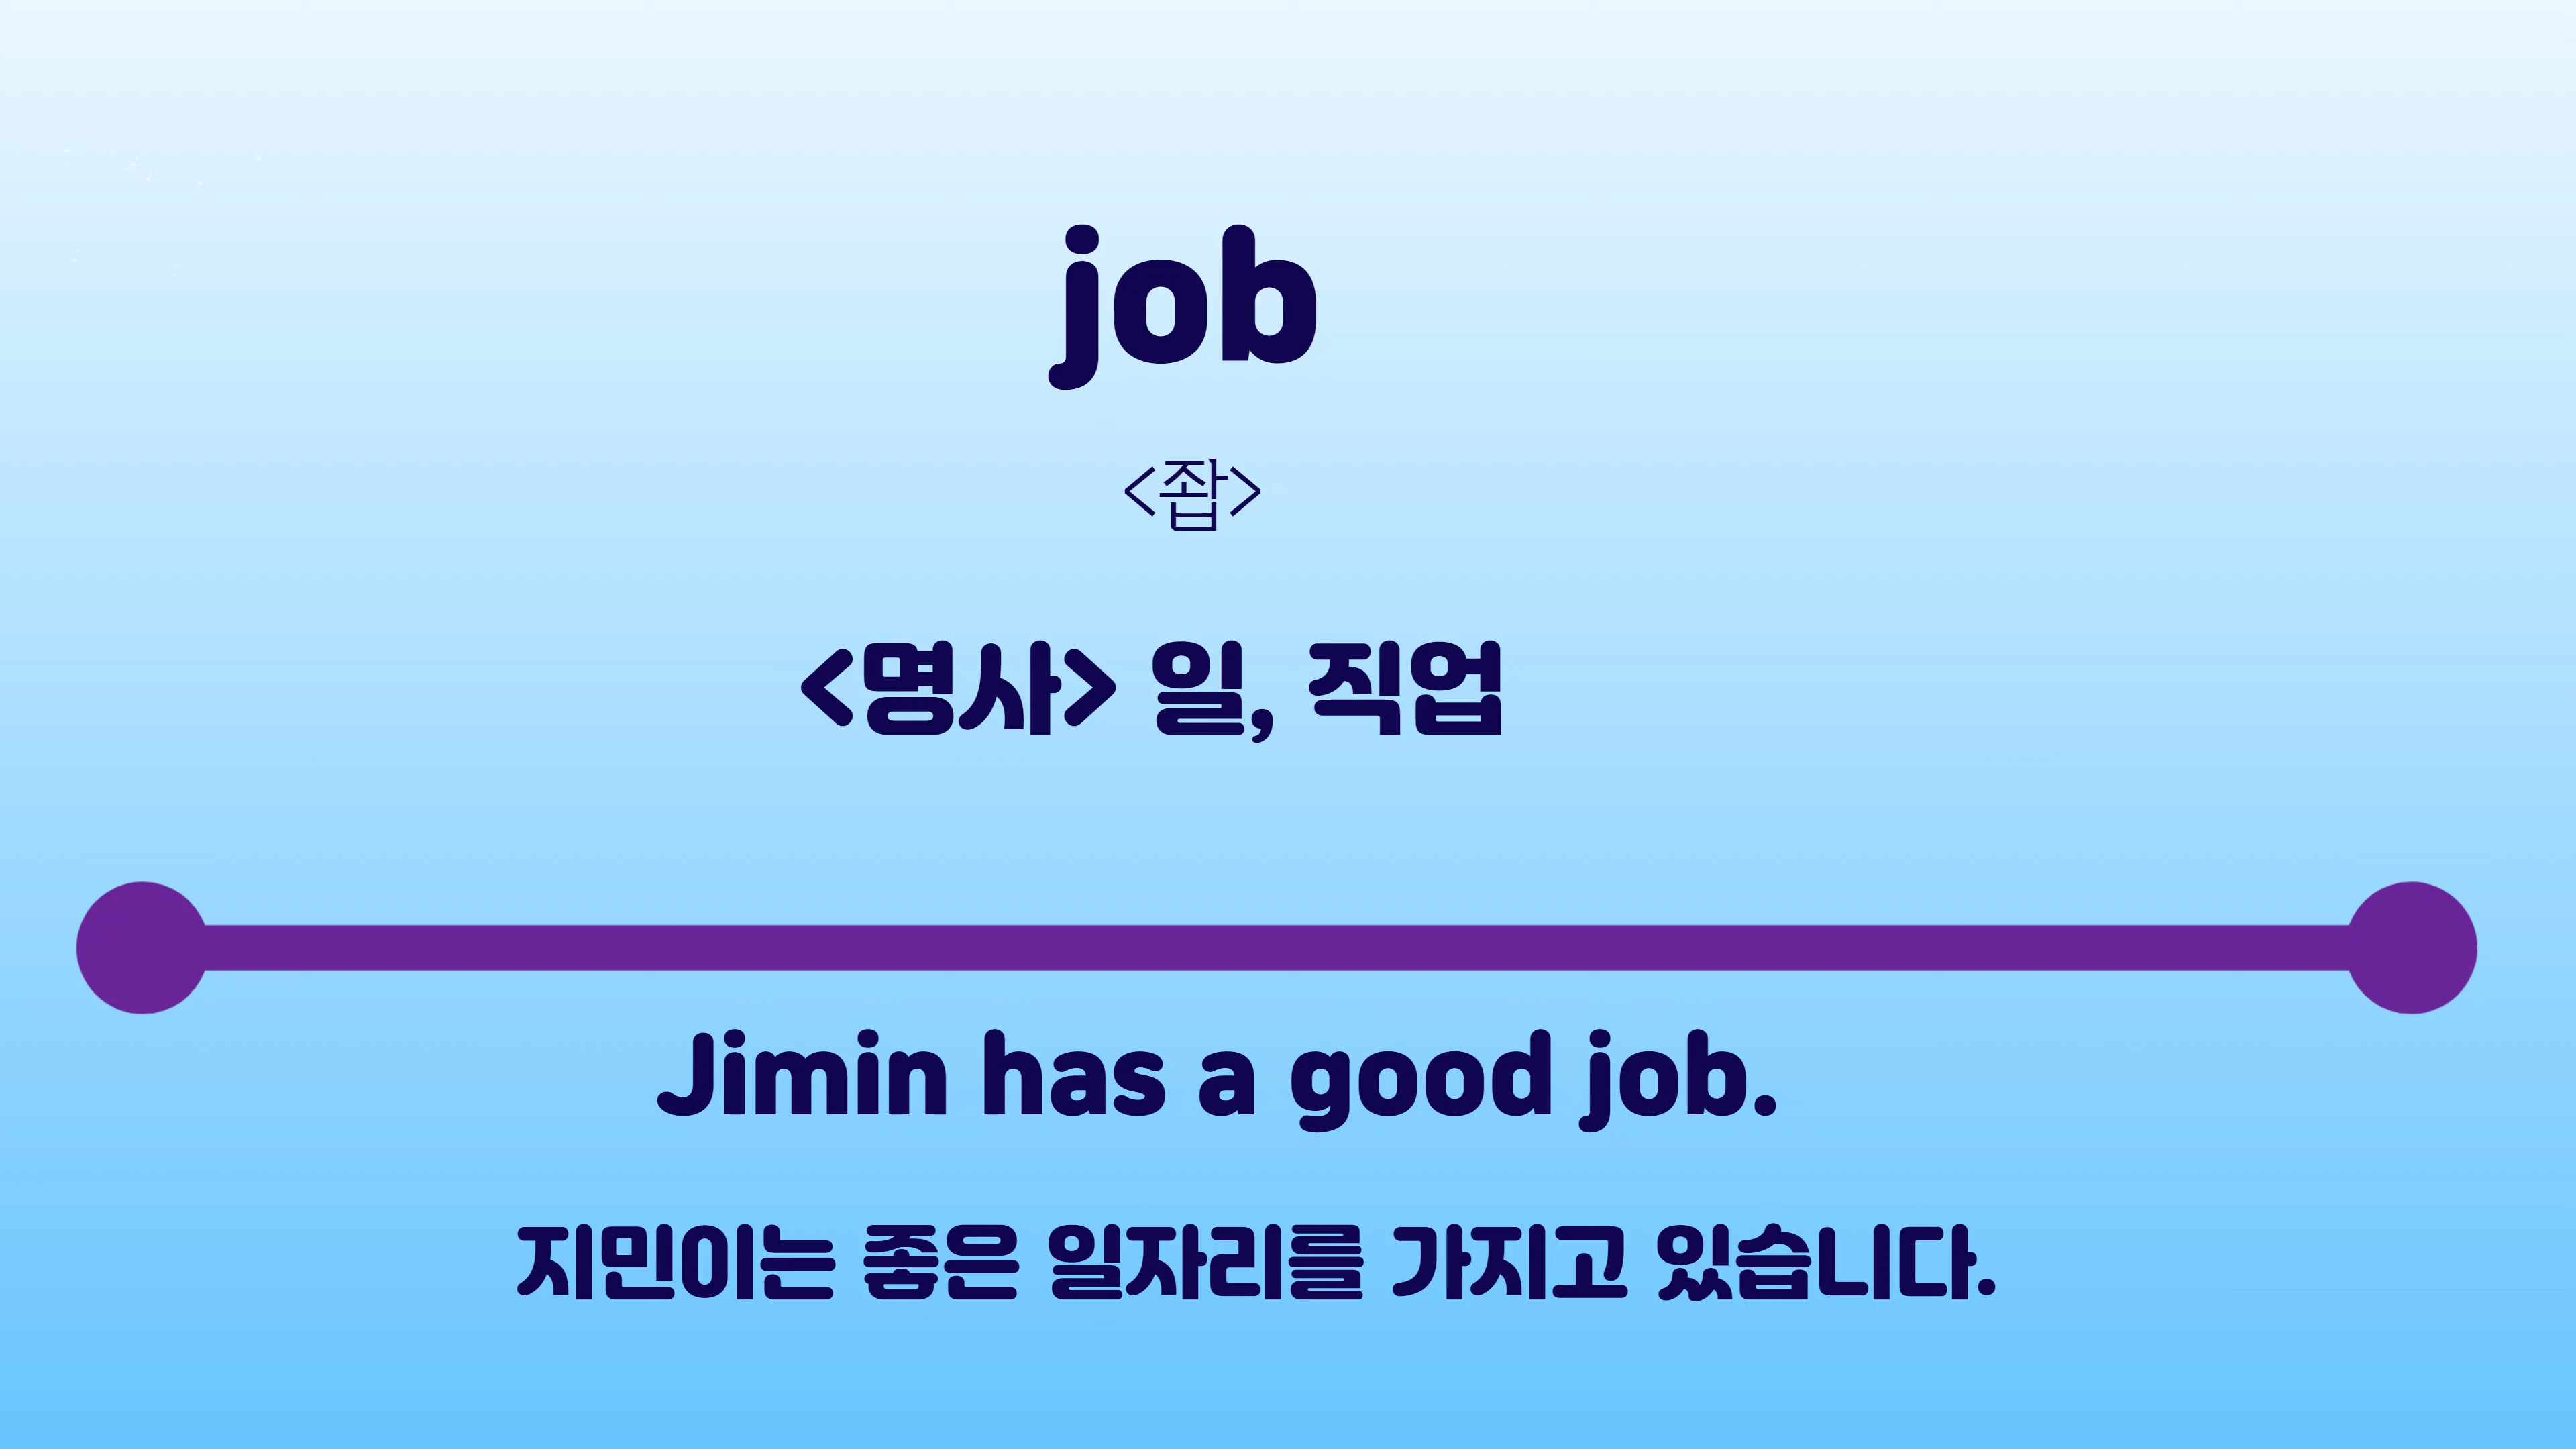 job
<좝>
<명사> 일, 직업
Jimin has a good job.
지민이는 좋은 일자리를 가지고 있습니다.